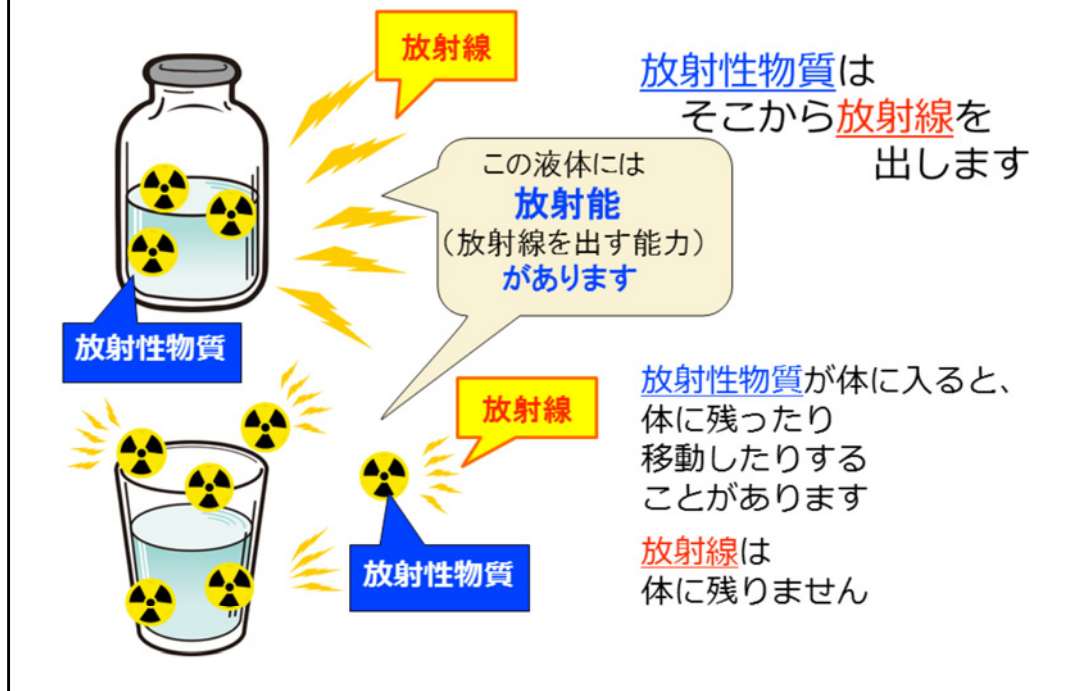 放射線
放射性物質は
そこから放射線を
出します
この液体には
放射能
（放射線を出す能力）
があります
放射性物質
放射線
放射性物質
放射性物質が体に入ると、
体に残ったり
移動したりする
ことがあります
放射線は
体に残りません